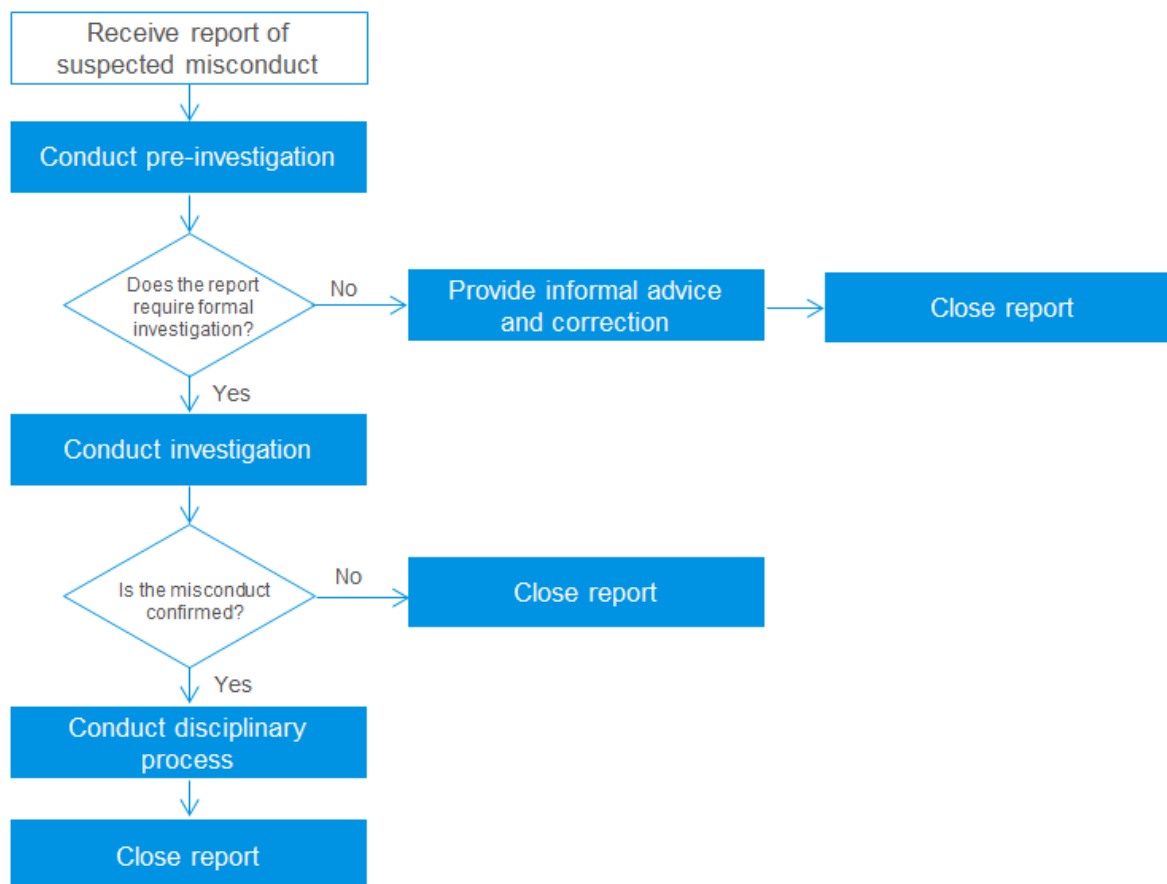 Receive report of
suspected misconduct
Conduct pre-investigation
Does the report
require formal
investigation?
No
Provide informal advice
and correction
Close report
Yes
Conduct investigation
Is the misconduct
confirmed?
No
Close report
Yes
Conduct disciplinary
process
Close report